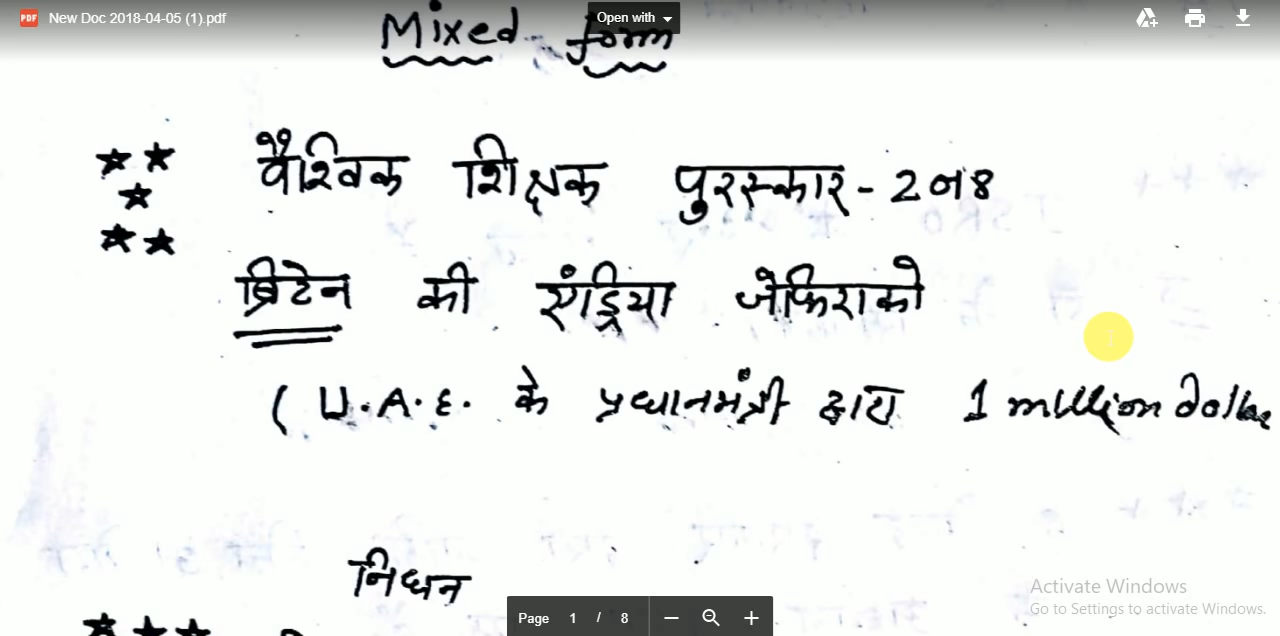 New Doc 2018-04-05 (1).pdf
Open with
Mixed form
वैश्विक शिक्षक पुरस्कार - 2018
ब्रिटेन की एंड्रिया जेफिराको
( U.A.E. के प्रधानमंत्री द्वारा 1 million dollar
निधन
Page 1 / 8
Activate Windows
Go to Settings to activate Windows.